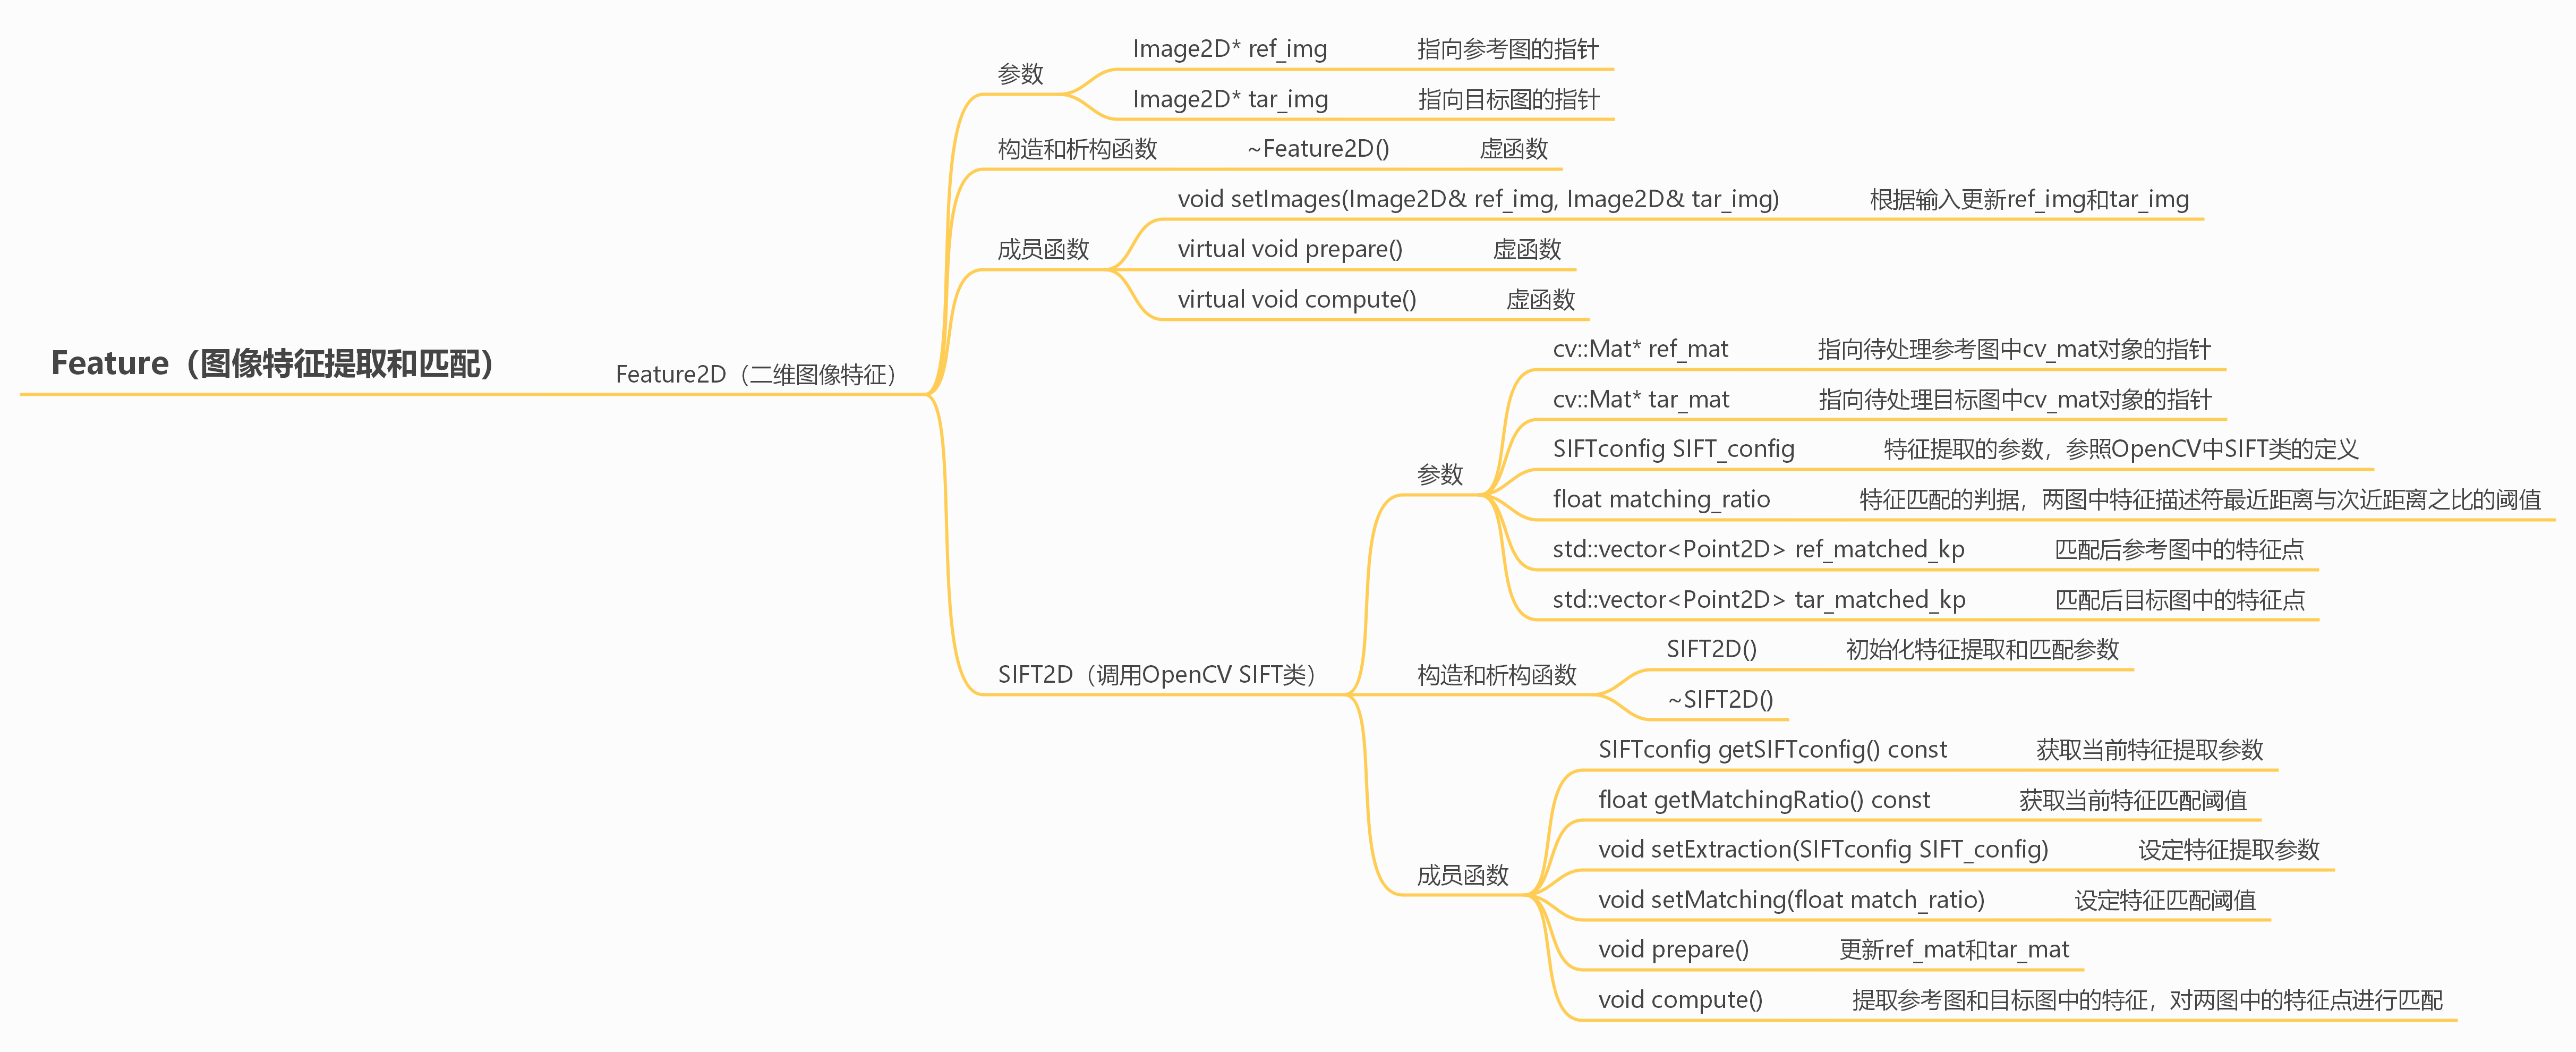 Feature（图像特征提取和匹配）
Feature2D（二维图像特征）
参数
Image2D* ref_img 指向参考图的指针
Image2D* tar_img 指向目标图的指针
构造和析构函数 ~Feature2D() 虚函数
成员函数
void setImages(Image2D& ref_img, Image2D& tar_img) 根据输入更新ref_img和tar_img
virtual void prepare() 虚函数
virtual void compute() 虚函数
SIFT2D（调用OpenCV SIFT类）
参数
cv::Mat* ref_mat 指向待处理参考图中cv_mat对象的指针
cv::Mat* tar_mat 指向待处理目标图中cv_mat对象的指针
SIFTconfig SIFT_config 特征提取的参数，参照OpenCV中SIFT类的定义
float matching_ratio 特征匹配的判据，两图中特征描述符最近距离与次近距离之比的阈值
std::vector<Point2D> ref_matched_kp 匹配后参考图中的特征点
std::vector<Point2D> tar_matched_kp 匹配后目标图中的特征点
构造和析构函数
SIFT2D() 初始化特征提取和匹配参数
~SIFT2D()
成员函数
SIFTconfig getSIFTconfig() const 获取当前特征提取参数
float getMatchingRatio() const 获取当前特征匹配阈值
void setExtraction(SIFTconfig SIFT_config) 设定特征提取参数
void setMatching(float match_ratio) 设定特征匹配阈值
void prepare() 更新ref_mat和tar_mat
void compute() 提取参考图和目标图中的特征，对两图中的特征点进行匹配